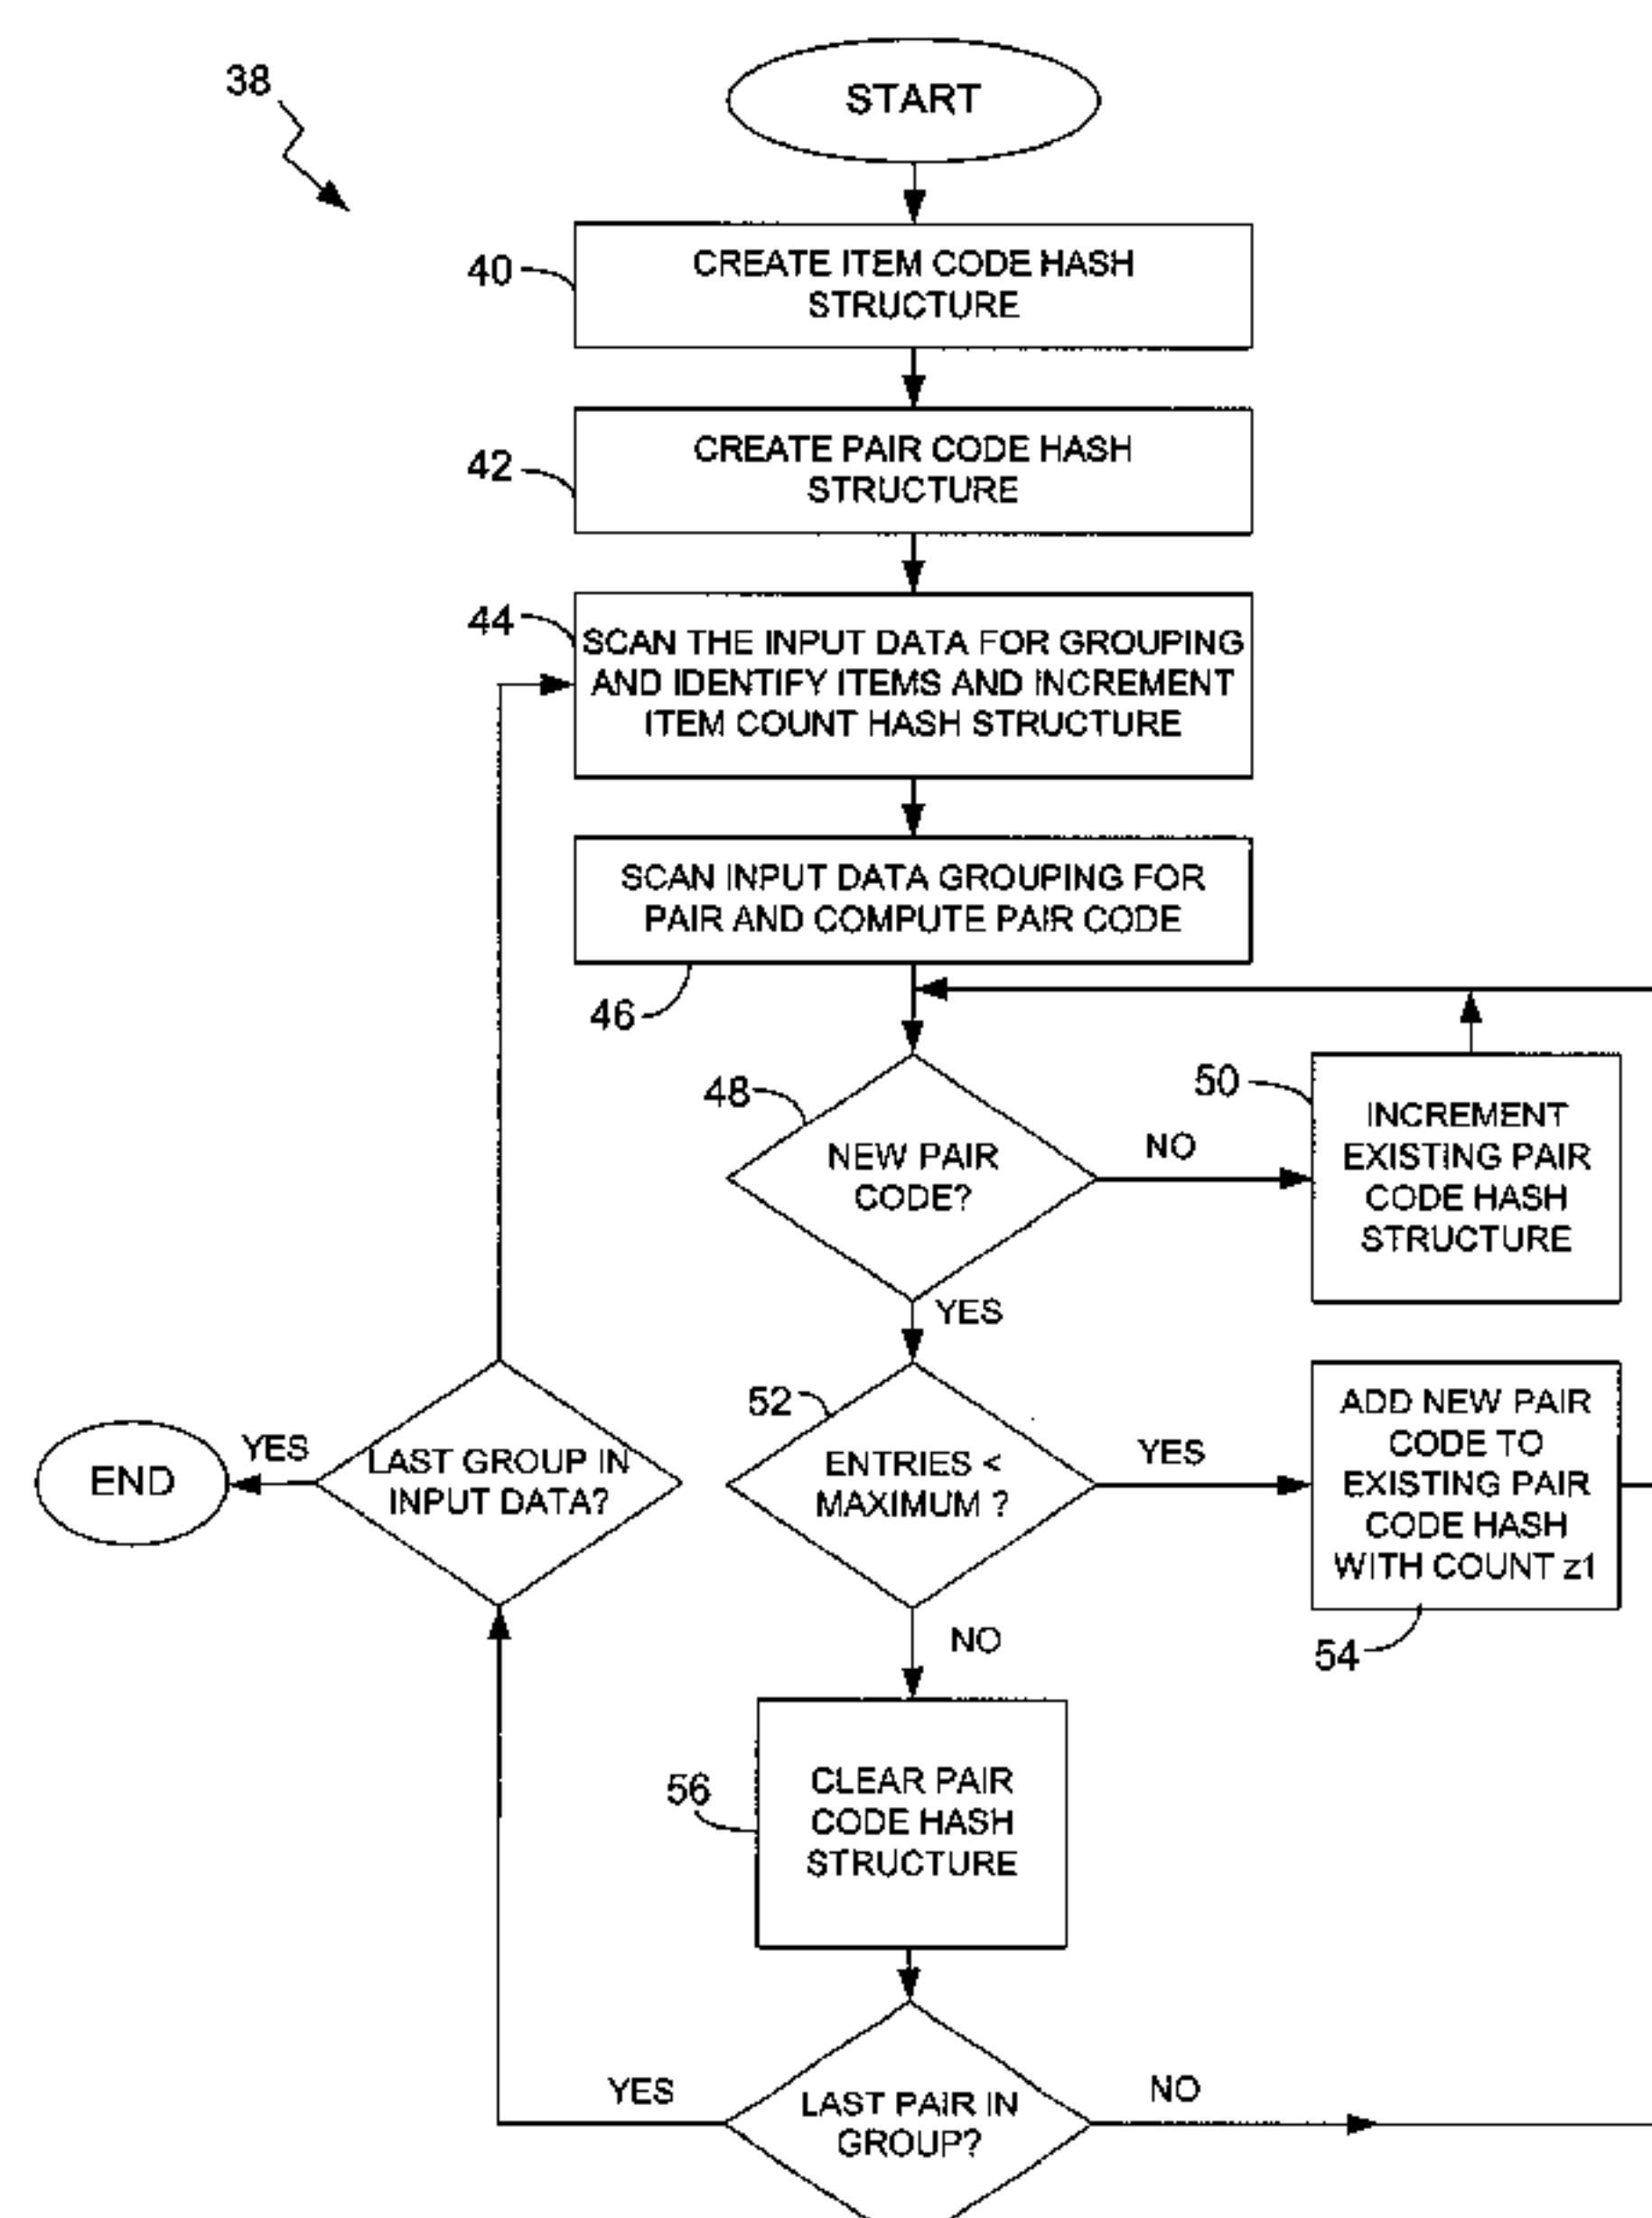 38
START
40
CREATE ITEM CODE HASH
STRUCTURE
42
CREATE PAIR CODE HASH
STRUCTURE
44
SCAN THE INPUT DATA FOR GROUPING
AND IDENTIFY ITEMS AND INCREMENT
ITEM COUNT HASH STRUCTURE
SCAN INPUT DATA GROUPING FOR
PAIR AND COMPUTE PAIR CODE
46
48
NEW PAIR
CODE?
NO
50
INCREMENT
EXISTING PAIR
CODE HASH
STRUCTURE
YES
52
ENTRIES <
MAXIMUM ?
YES
ADD NEW PAIR
CODE TO
EXISTING PAIR
CODE HASH
WITH COUNT z1
54
END
YES
LAST GROUP IN
INPUT DATA?
NO
56
CLEAR PAIR
CODE HASH
STRUCTURE
YES
LAST PAIR IN
GROUP?
NO